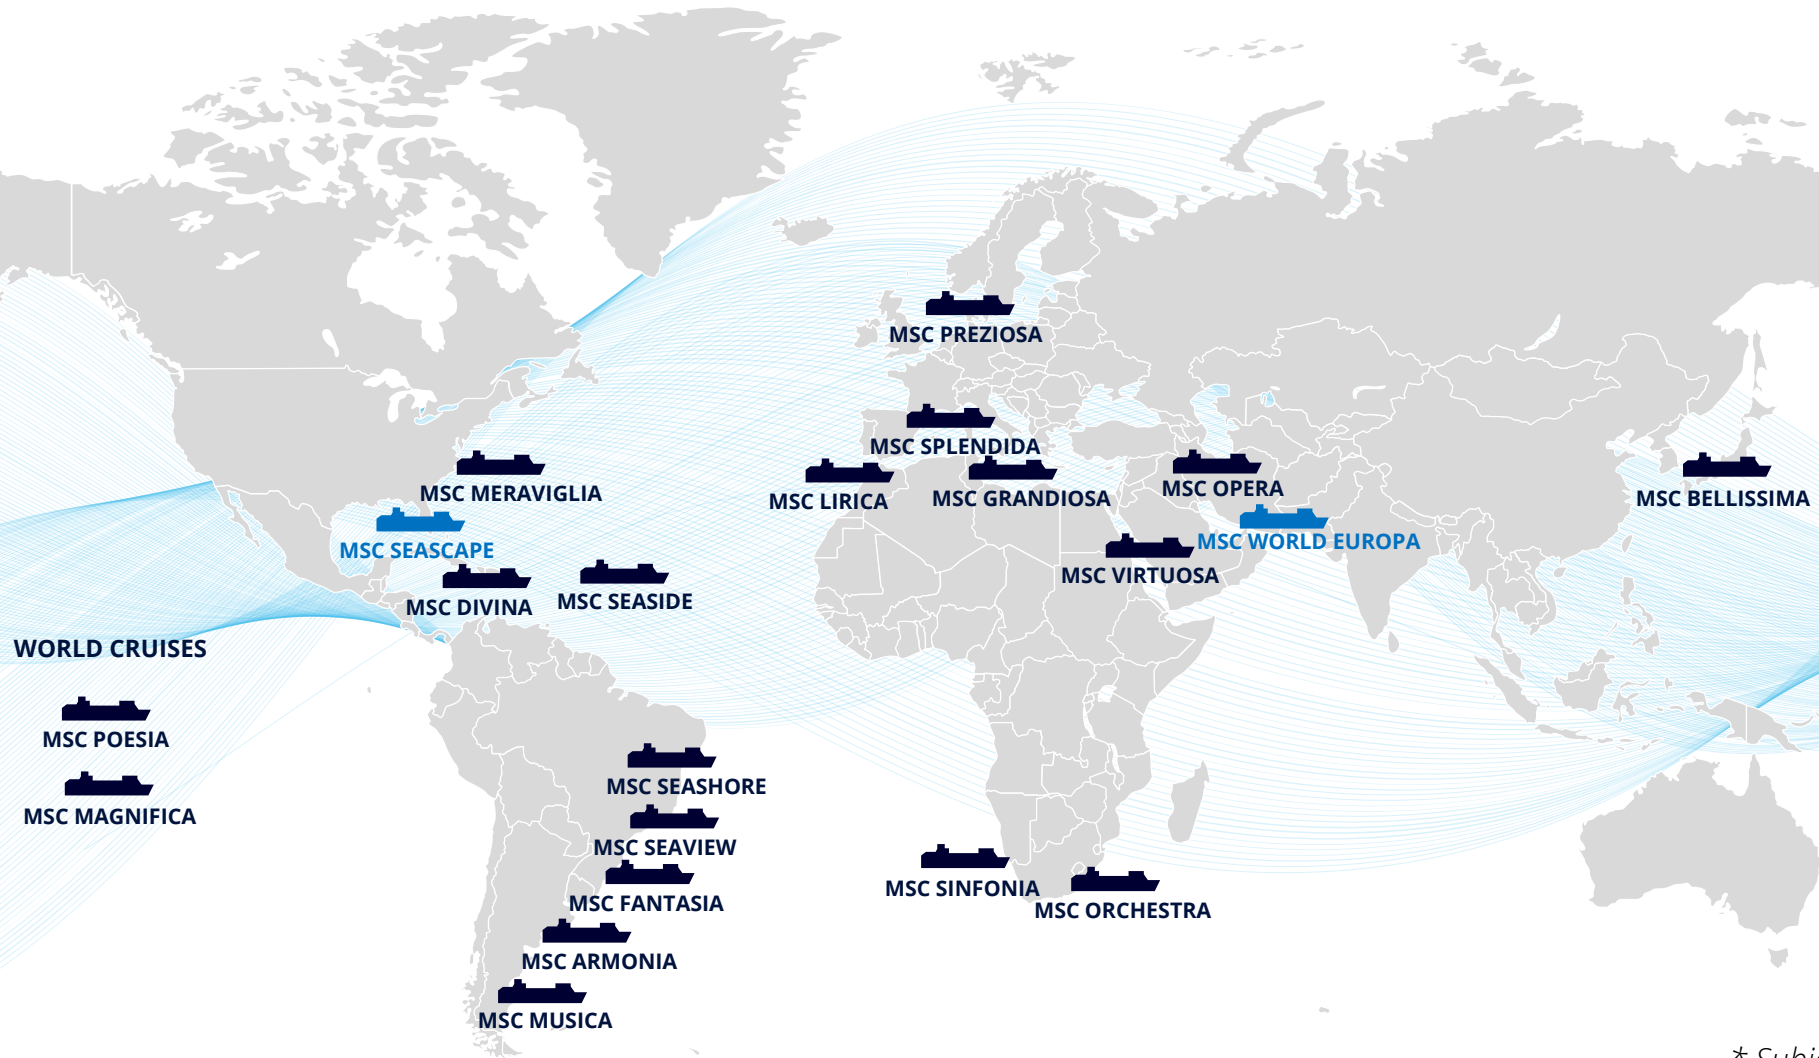 MSC PREZIOSA
MSC SPLENDIDA
MSC MERAVIGLIA
MSC LIRICA
MSC GRANDIOSA
MSC OPERA
MSC BELLISSIMA
MSC SEASCAPE
MSC WORLD EUROPA
MSC VIRTUOSA
MSC DIVINA
MSC SEASIDE
WORLD CRUISES
MSC POESIA
MSC MAGNIFICA
MSC SEASHORE
MSC SEAVIEW
MSC FANTASIA
MSC SINFONIA
MSC ORCHESTRA
MSC ARMONIA
MSC MUSICA